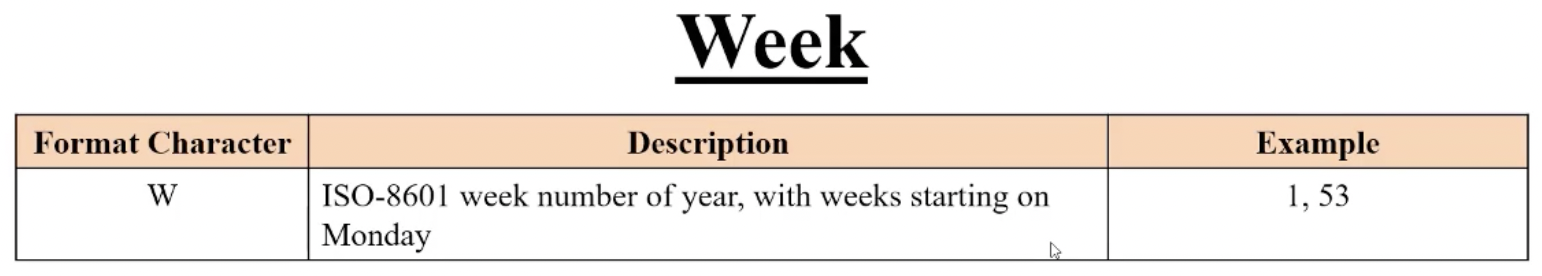 Week
Format Character Description Example
W ISO-8601 week number of year, with weeks starting on 1, 53
Monday